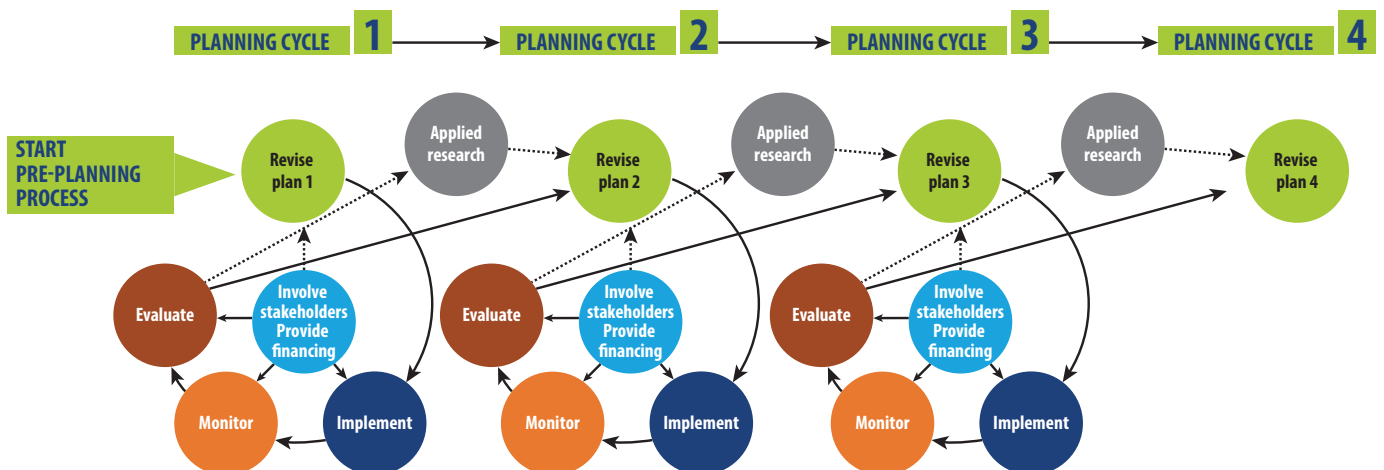 PLANNING CYCLE 1
PLANNING CYCLE 2
PLANNING CYCLE 3
PLANNING CYCLE 4
START
PRE-PLANNING
PROCESS
Revise
plan 1
Applied
research
Revise
plan 2
Applied
research
Revise
plan 3
Applied
research
Revise
plan 4
Evaluate
Involve
stakeholders
Provide
financing
Monitor
Implement
Evaluate
Involve
stakeholders
Provide
financing
Monitor
Implement
Evaluate
Involve
stakeholders
Provide
financing
Monitor
Implement